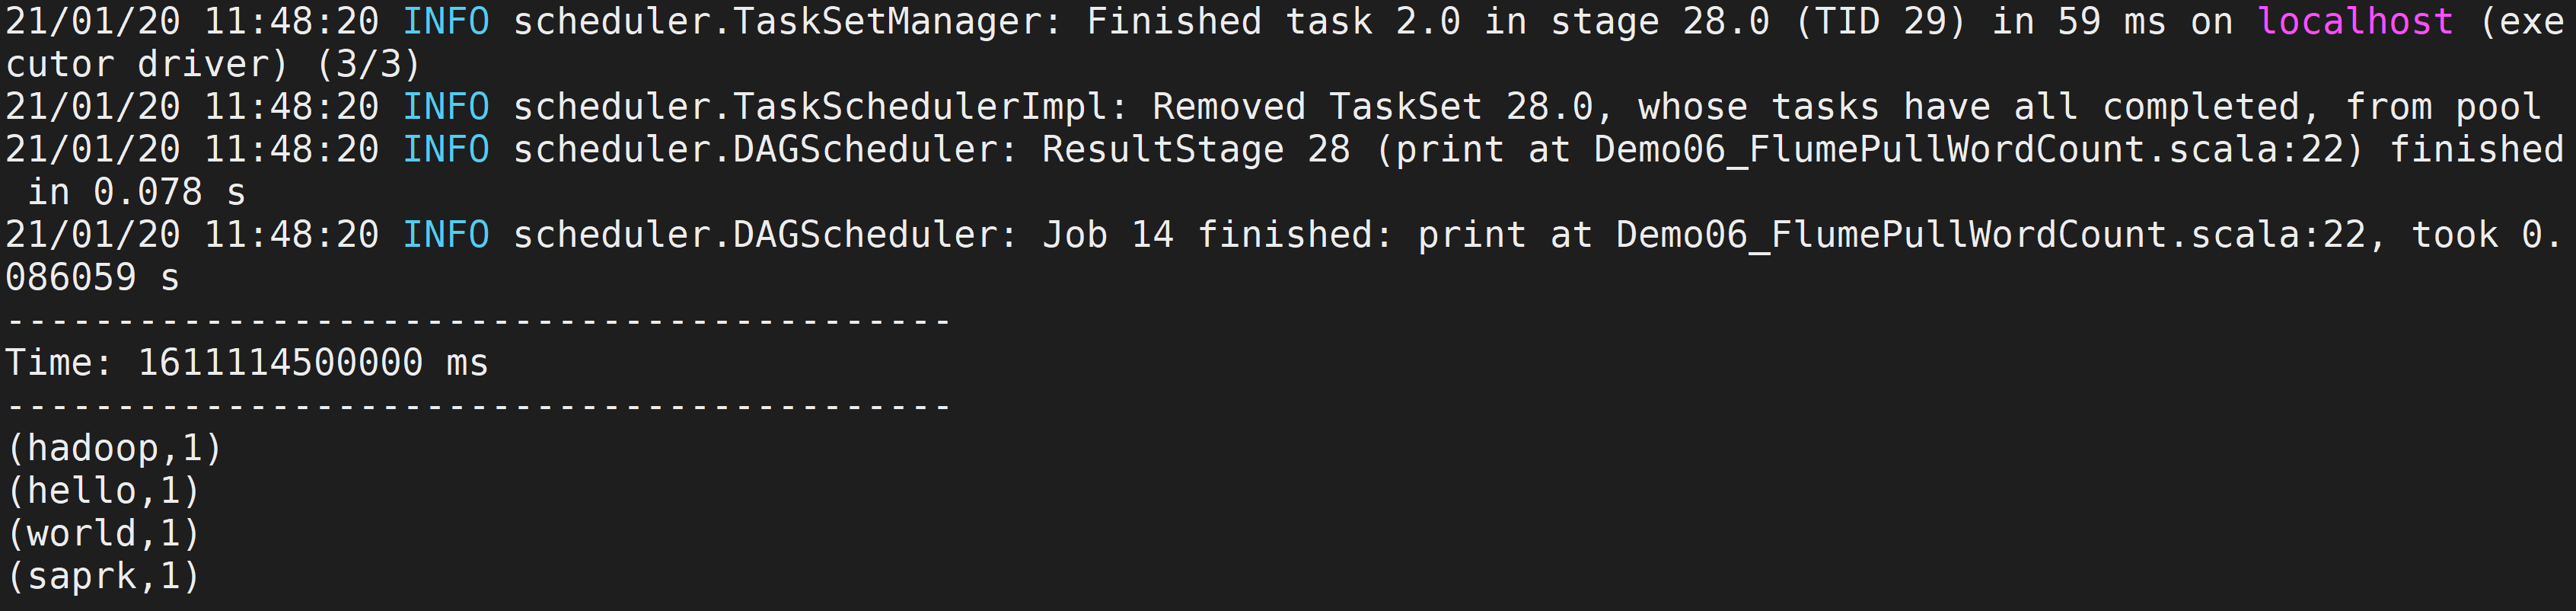 21/01/20 11:48:20 INFO scheduler.TaskSetManager: Finished task 2.0 in stage 28.0 (TID 29) in 59 ms on localhost (exe
cutor driver) (3/3)
21/01/20 11:48:20 INFO scheduler.TaskSchedulerImpl: Removed TaskSet 28.0, whose tasks have all completed, from pool
21/01/20 11:48:20 INFO scheduler.DAGScheduler: ResultStage 28 (print at Demo06_FlumePullWordCount.scala:22) finished
 in 0.078 s
21/01/20 11:48:20 INFO scheduler.DAGScheduler: Job 14 finished: print at Demo06_FlumePullWordCount.scala:22, took 0.
086059 s
-------------------------------------------
Time: 1611114500000 ms
-------------------------------------------
(hadoop,1)
(hello,1)
(world,1)
(saprk,1)